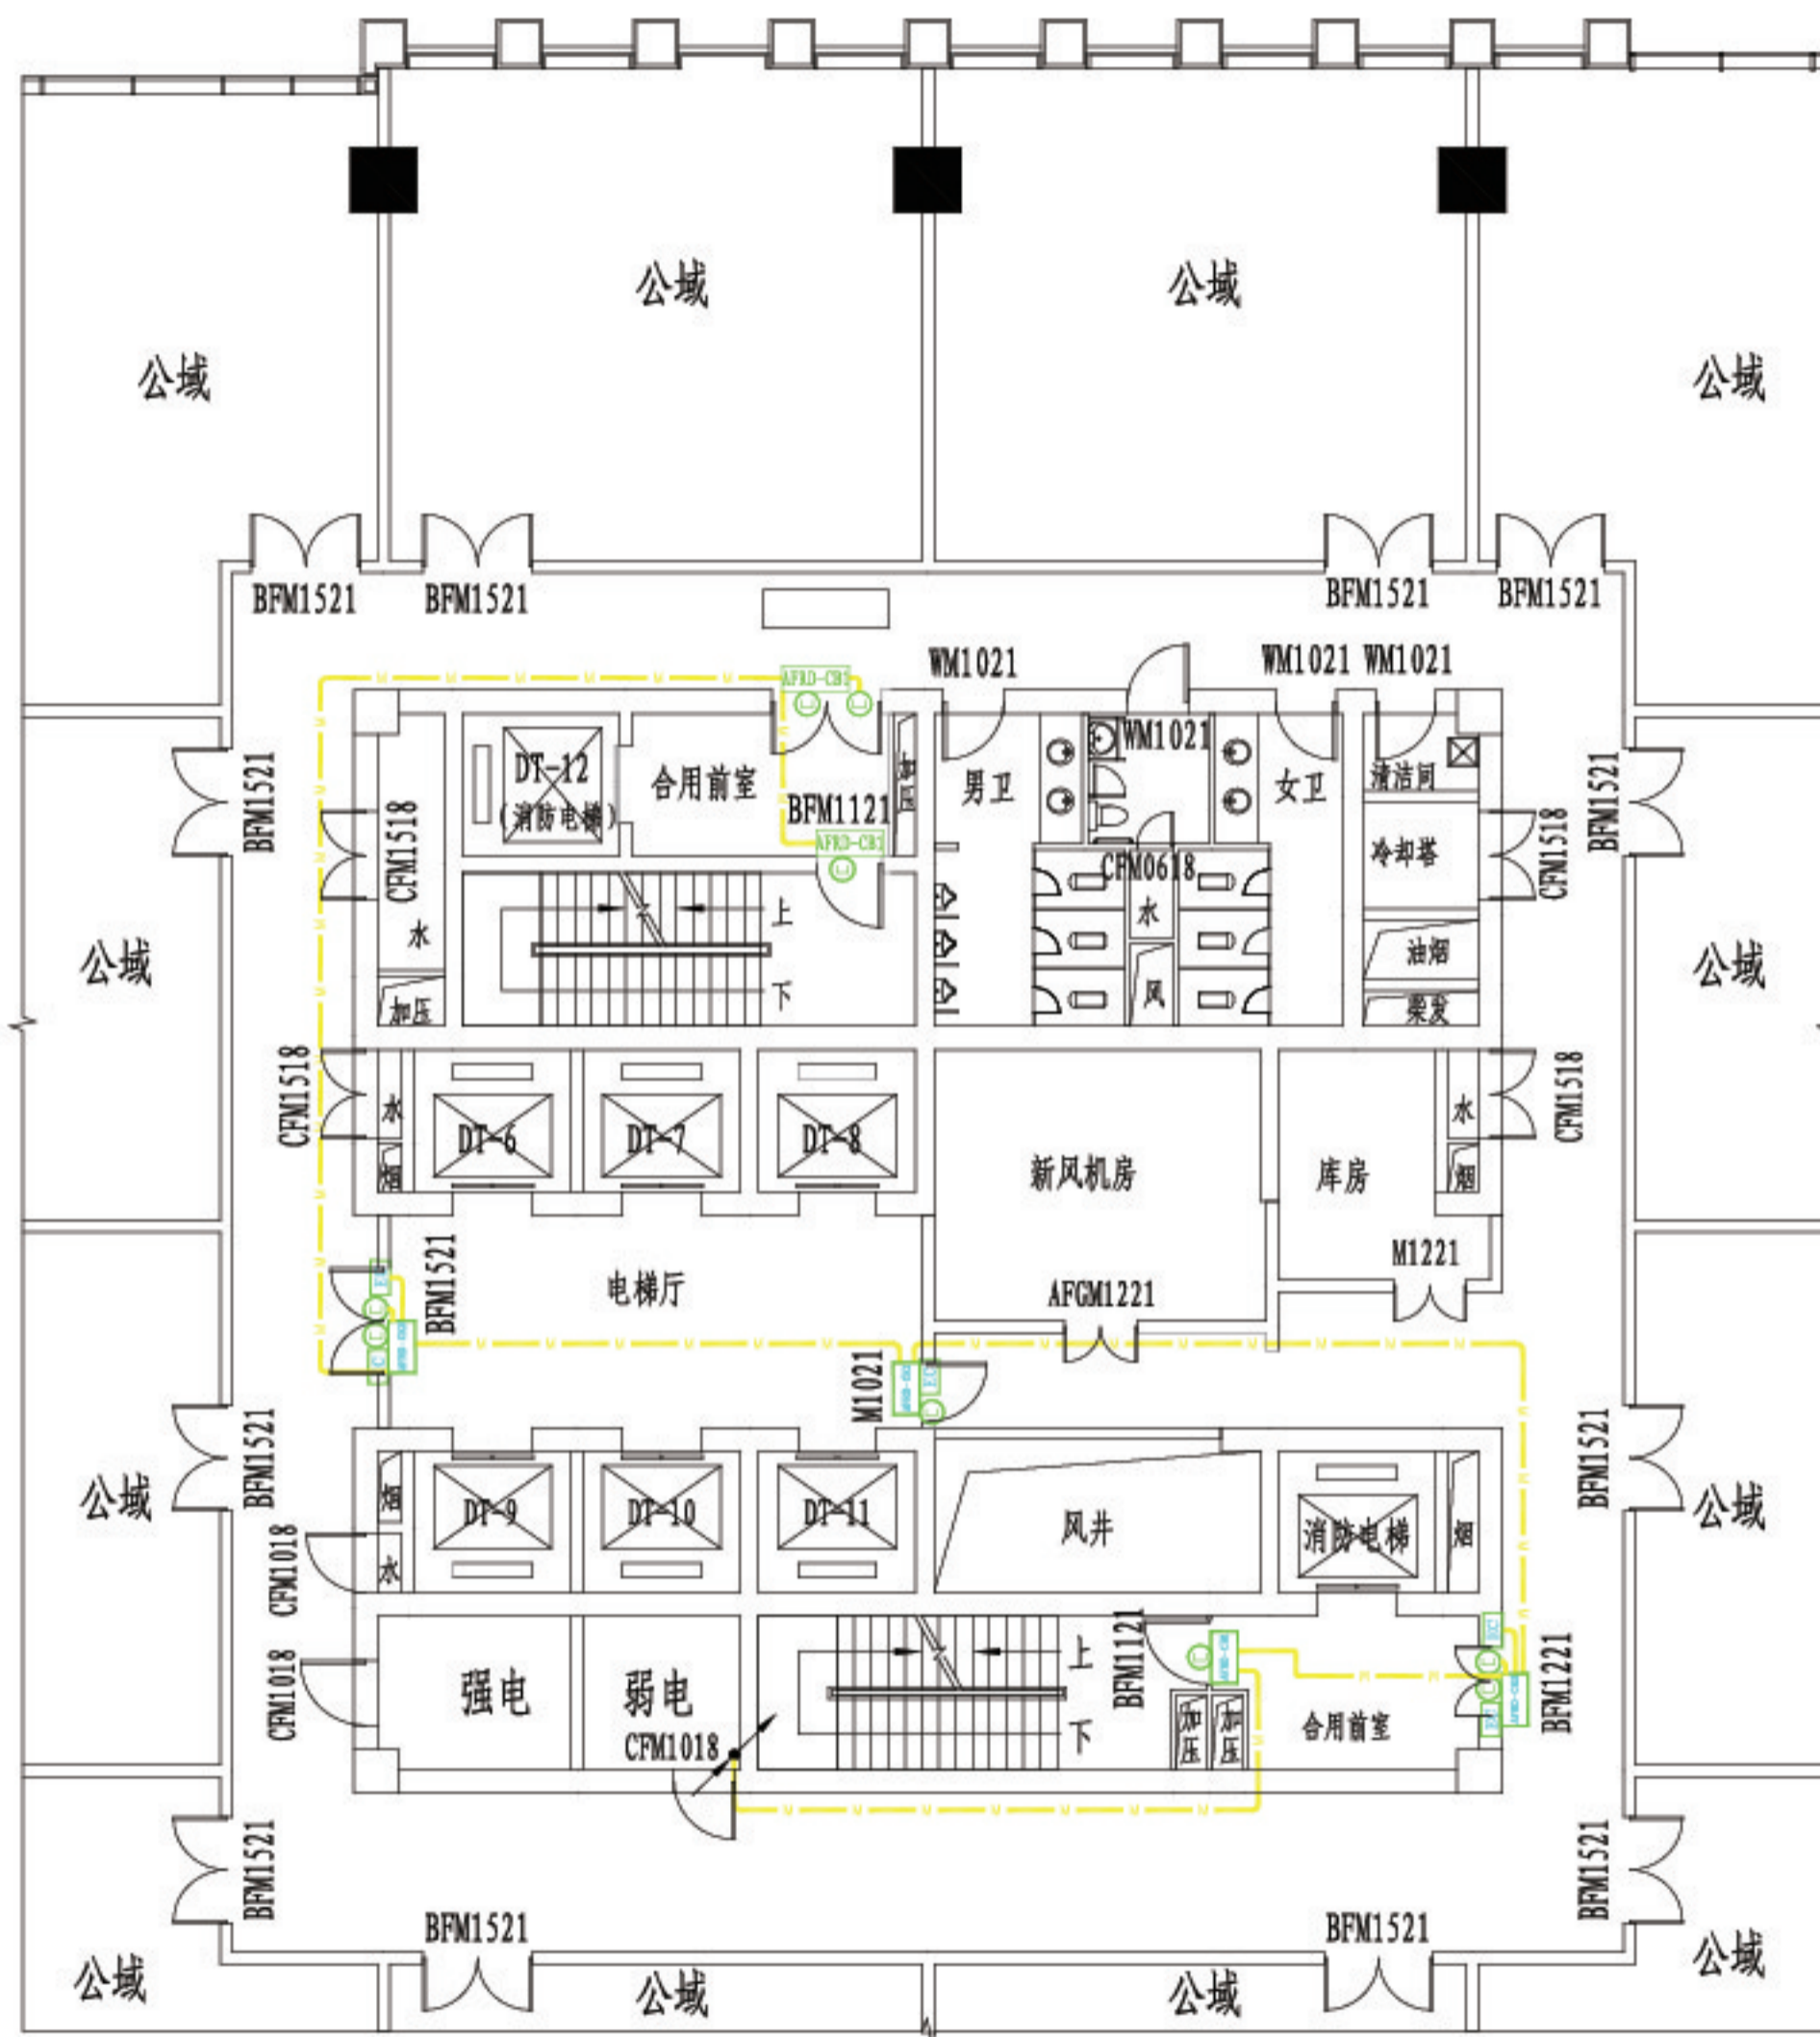 公域
公域
公域
公域
BFM1521
BFM1521
BFM1521
BFM1521
WM1021
WM1021
WM1021
AFRD-CB1
L
L
DT-12
(消防电梯)
合用前室
BFM1121
加压
男卫
WM1021
女卫
清洁间
BFM1521
CFM1518
AFRD-CB1
L
CFM0618
冷却塔
CFM1518
BFM1521
水
上
水
油烟
公域
公域
加压
下
风
柴发
CFM1518
水
烟
DT-6
DT-7
DT-8
新风机房
库房
水
烟
CFM1518
BFM1521
电梯厅
AFGM1221
M1221
L
L
M1021
L
BFM1521
BFM1521
公域
公域
CFM1018
水
DT-9
DT-10
DT-11
风井
消防电梯
烟
CFM1018
强电
弱电
CFM1018
上
下
BFM1121
L
加压
加压
合用前室
EC
L
L
EC
BFM1221
BFM1521
BFM1521
BFM1521
BFM1521
公域
公域
公域
公域